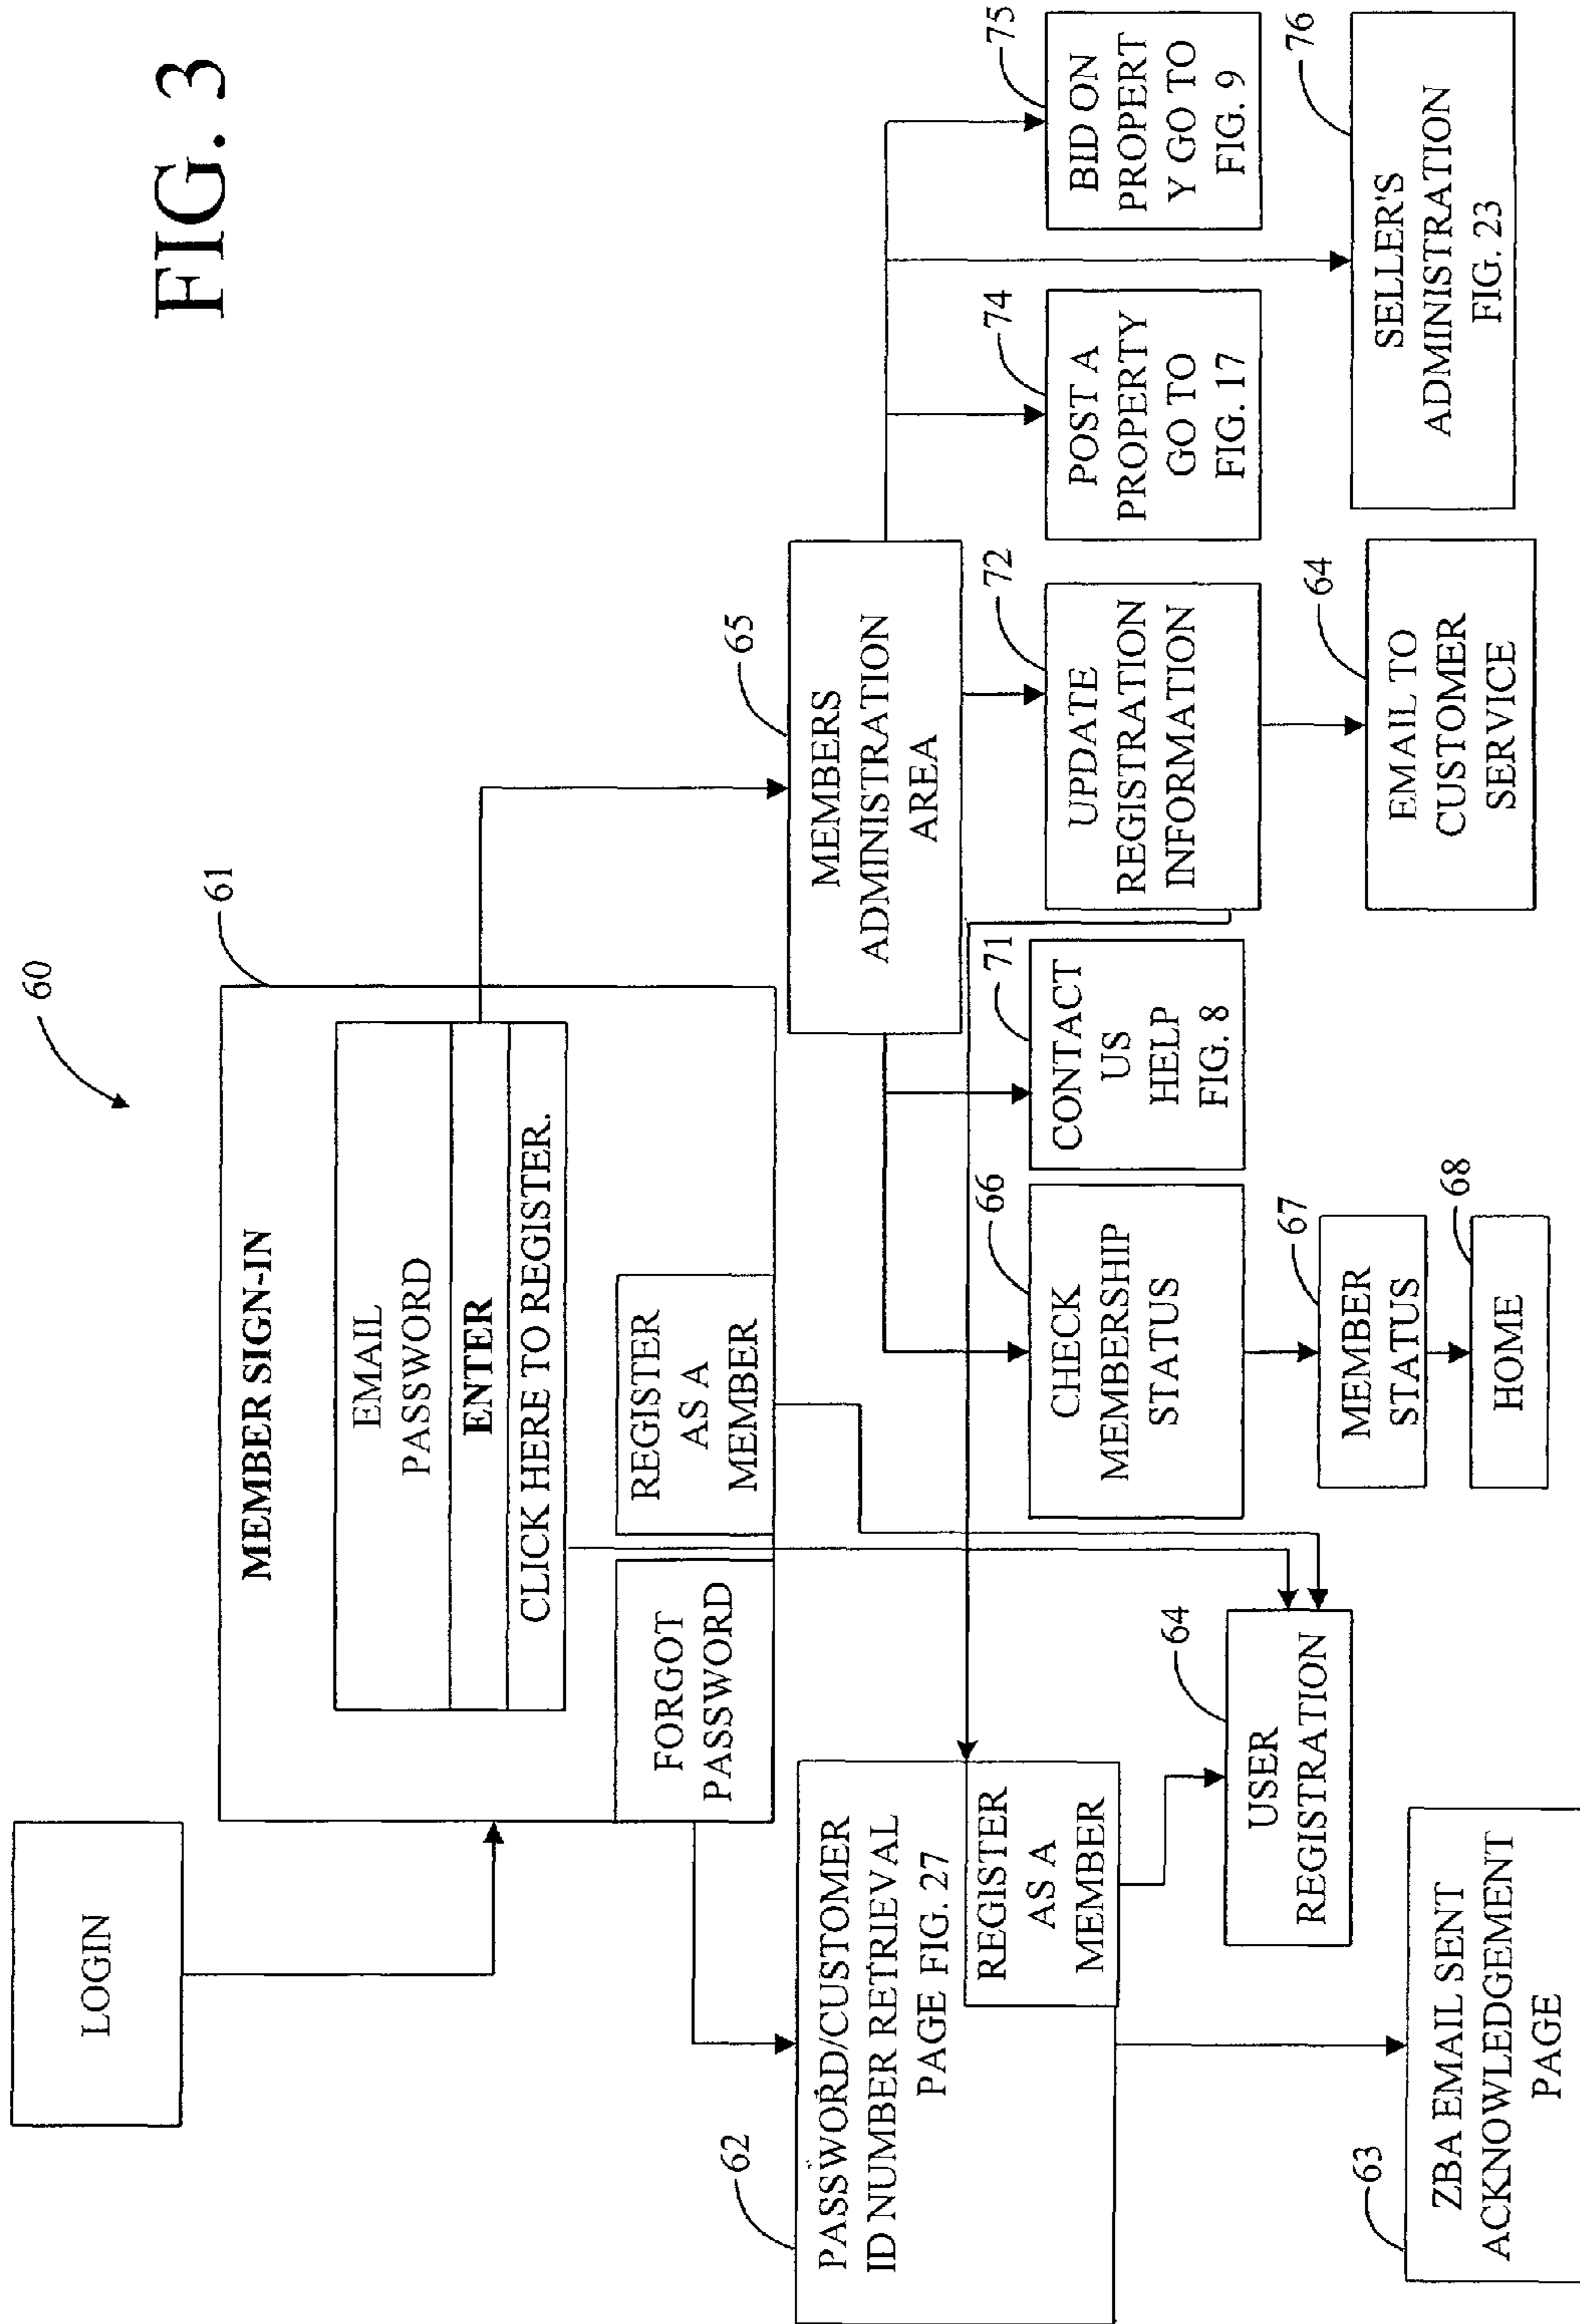 FIG. 3
60
LOGIN
61
MEMBER SIGN-IN
EMAIL
PASSWORD
ENTER
CLICK HERE TO REGISTER.
FORGOT
PASSWORD
REGISTER
AS A
MEMBER
62
PASSWORD/CUSTOMER
ID NUMBER RETRIEVAL
PAGE FIG. 27
REGISTER
AS A
MEMBER
65
MEMBERS
ADMINISTRATION
AREA
64
USER
REGISTRATION
66
CHECK
MEMBERSHIP
STATUS
71
CONTACT
US
HELP
FIG. 8
72
UPDATE
REGISTRATION
INFORMATION
74
POST A
PROPERTY
GO TO
FIG. 17
75
BID ON
PROPERT
Y GO TO
FIG. 9
63
ZBA EMAIL SENT
ACKNOWLEDGEMENT
PAGE
67
MEMBER
STATUS
68
HOME
64
EMAIL TO
CUSTOMER
SERVICE
76
SELLER'S
ADMINISTRATION
FIG. 23